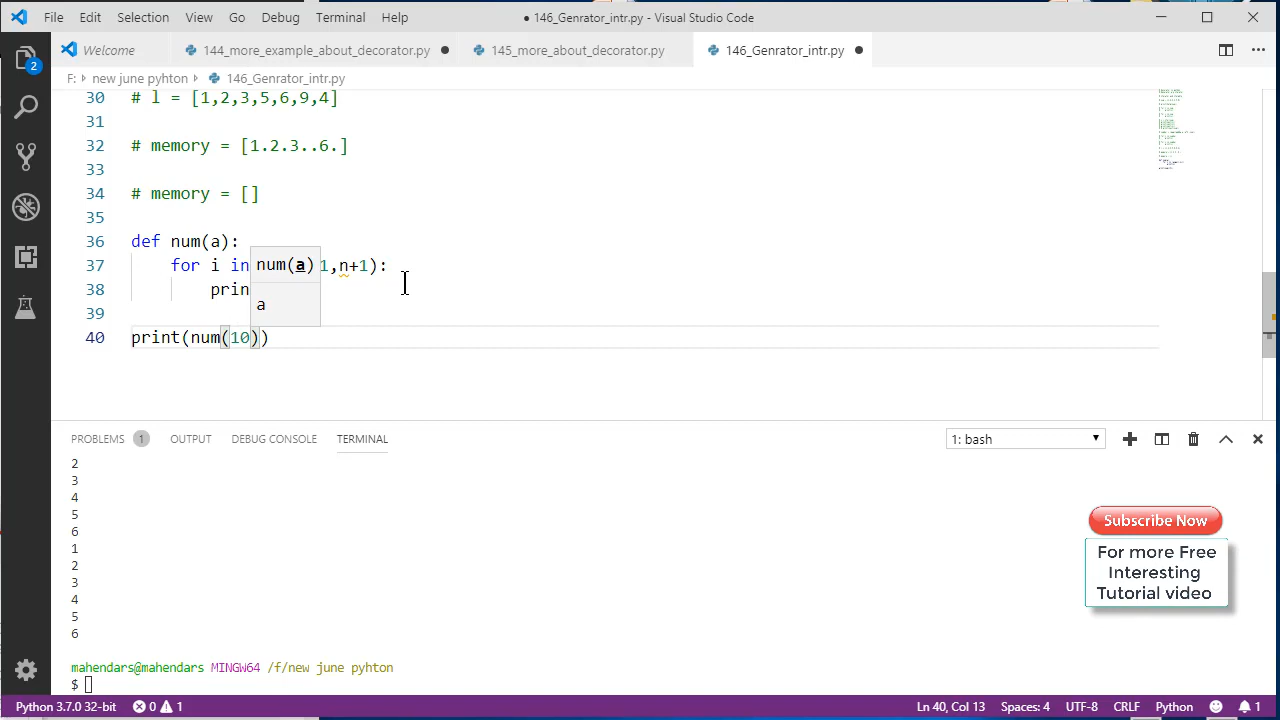 File Edit Selection View Go Debug Terminal Help ● 146_Genrator_intr.py - Visual Studio Code
Welcome 144_more_example_about_decorator.py 145_more_about_decorator.py 146_Genrator_intr.py
F: new june pyhton 146_Genrator_intr.py
2
30 # l = [1,2,3,5,6,9,4]
31
32 # memory = [1.2.3..6.]
33
34 # memory = []
35
36 def num(a):
37 for i in 1,n+1):
num(a)
38 prin
a
39
40 print(num(10))
PROBLEMS 1 OUTPUT DEBUG CONSOLE TERMINAL 1: bash
2
3
4
5
6
1
2
3
4
5
6
mahendars@mahendars MINGW64 /f/new june pyhton
$
Subscribe Now
For more Free
Interesting
Tutorial video
Python 3.7.0 32-bit 0 1 Ln 40, Col 13 Spaces: 4 UTF-8 CRLF Python 1